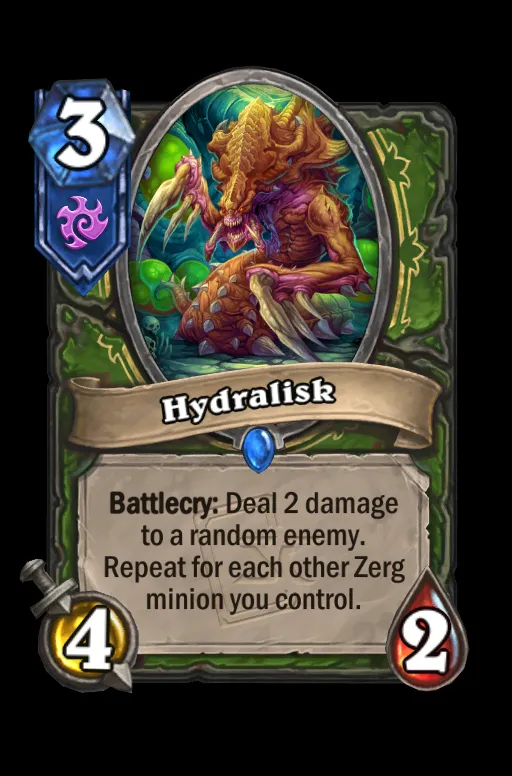 3
Hydralisk
Battlecry: Deal 2 damage
to a random enemy.
Repeat for each other Zerg
minion you control.
4
2